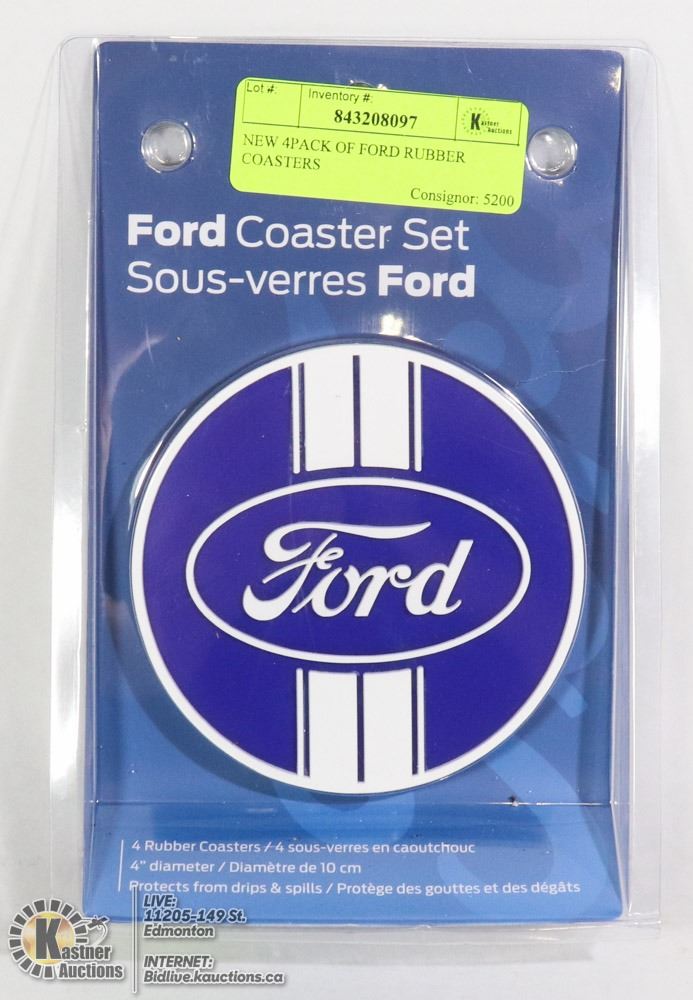 Lot #:
Inventory #:
843208097
Kastner
Auctions
NEW 4PACK OF FORD RUBBER
COASTERS
Consignor: 5200
Ford Coaster Set
Sous-verres Ford
Ford
4 Rubber Coasters / 4 sous-verres en caoutchouc
4" diameter / Diamètre de 10 cm
Protects from drips & spills / Protège des gouttes et des dégâts
Kastner
Auctions
LIVE:
11205-149 St.
Edmonton
INTERNET:
Bidlive.kauctions.ca